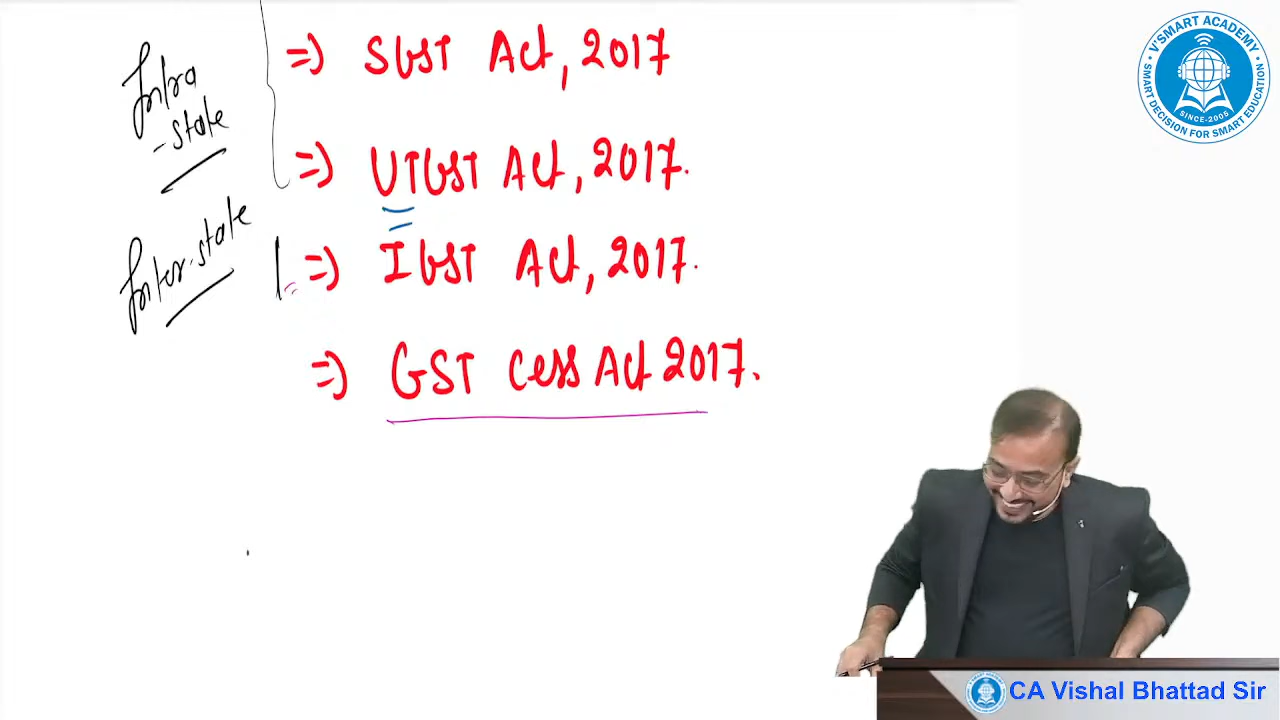 Intra
-state
⇒ SGST Act, 2017
⇒ UTGST Act, 2017.
Inter-state
⇒ IGST Act, 2017.
⇒ GST Cess Act 2017.
V'SMART ACADEMY
SMART DECISION FOR SMART EDUCATION
SINCE-2005
CA Vishal Bhattad Sir